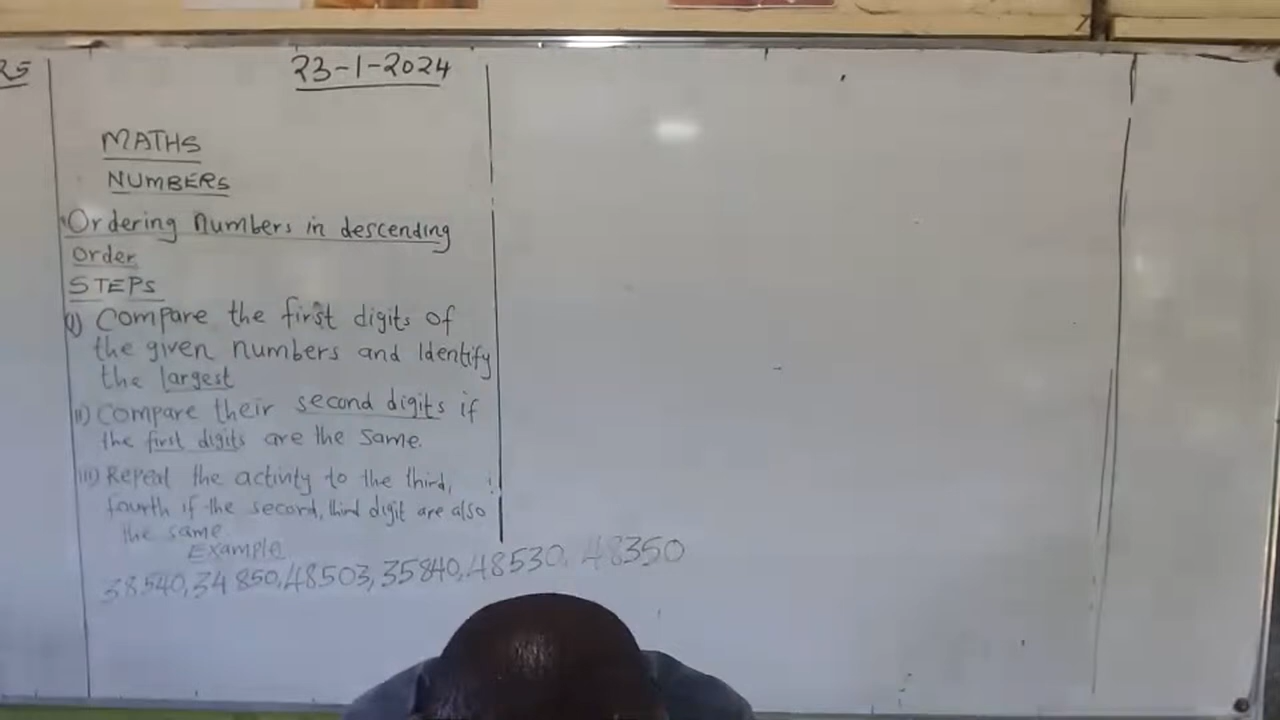 25
23-1-2024
MATHS
NUMBERS
Ordering numbers in descending
order
STEPS
i) Compare the first digits of
the given numbers and Identify
the largest
ii) Compare their second digits if
the first digits are the same.
iii) Repeat the activity to the third,
fourth if the second, third digit are also
the same
Example
38540, 34850, 48503, 35840, 48530, 48350